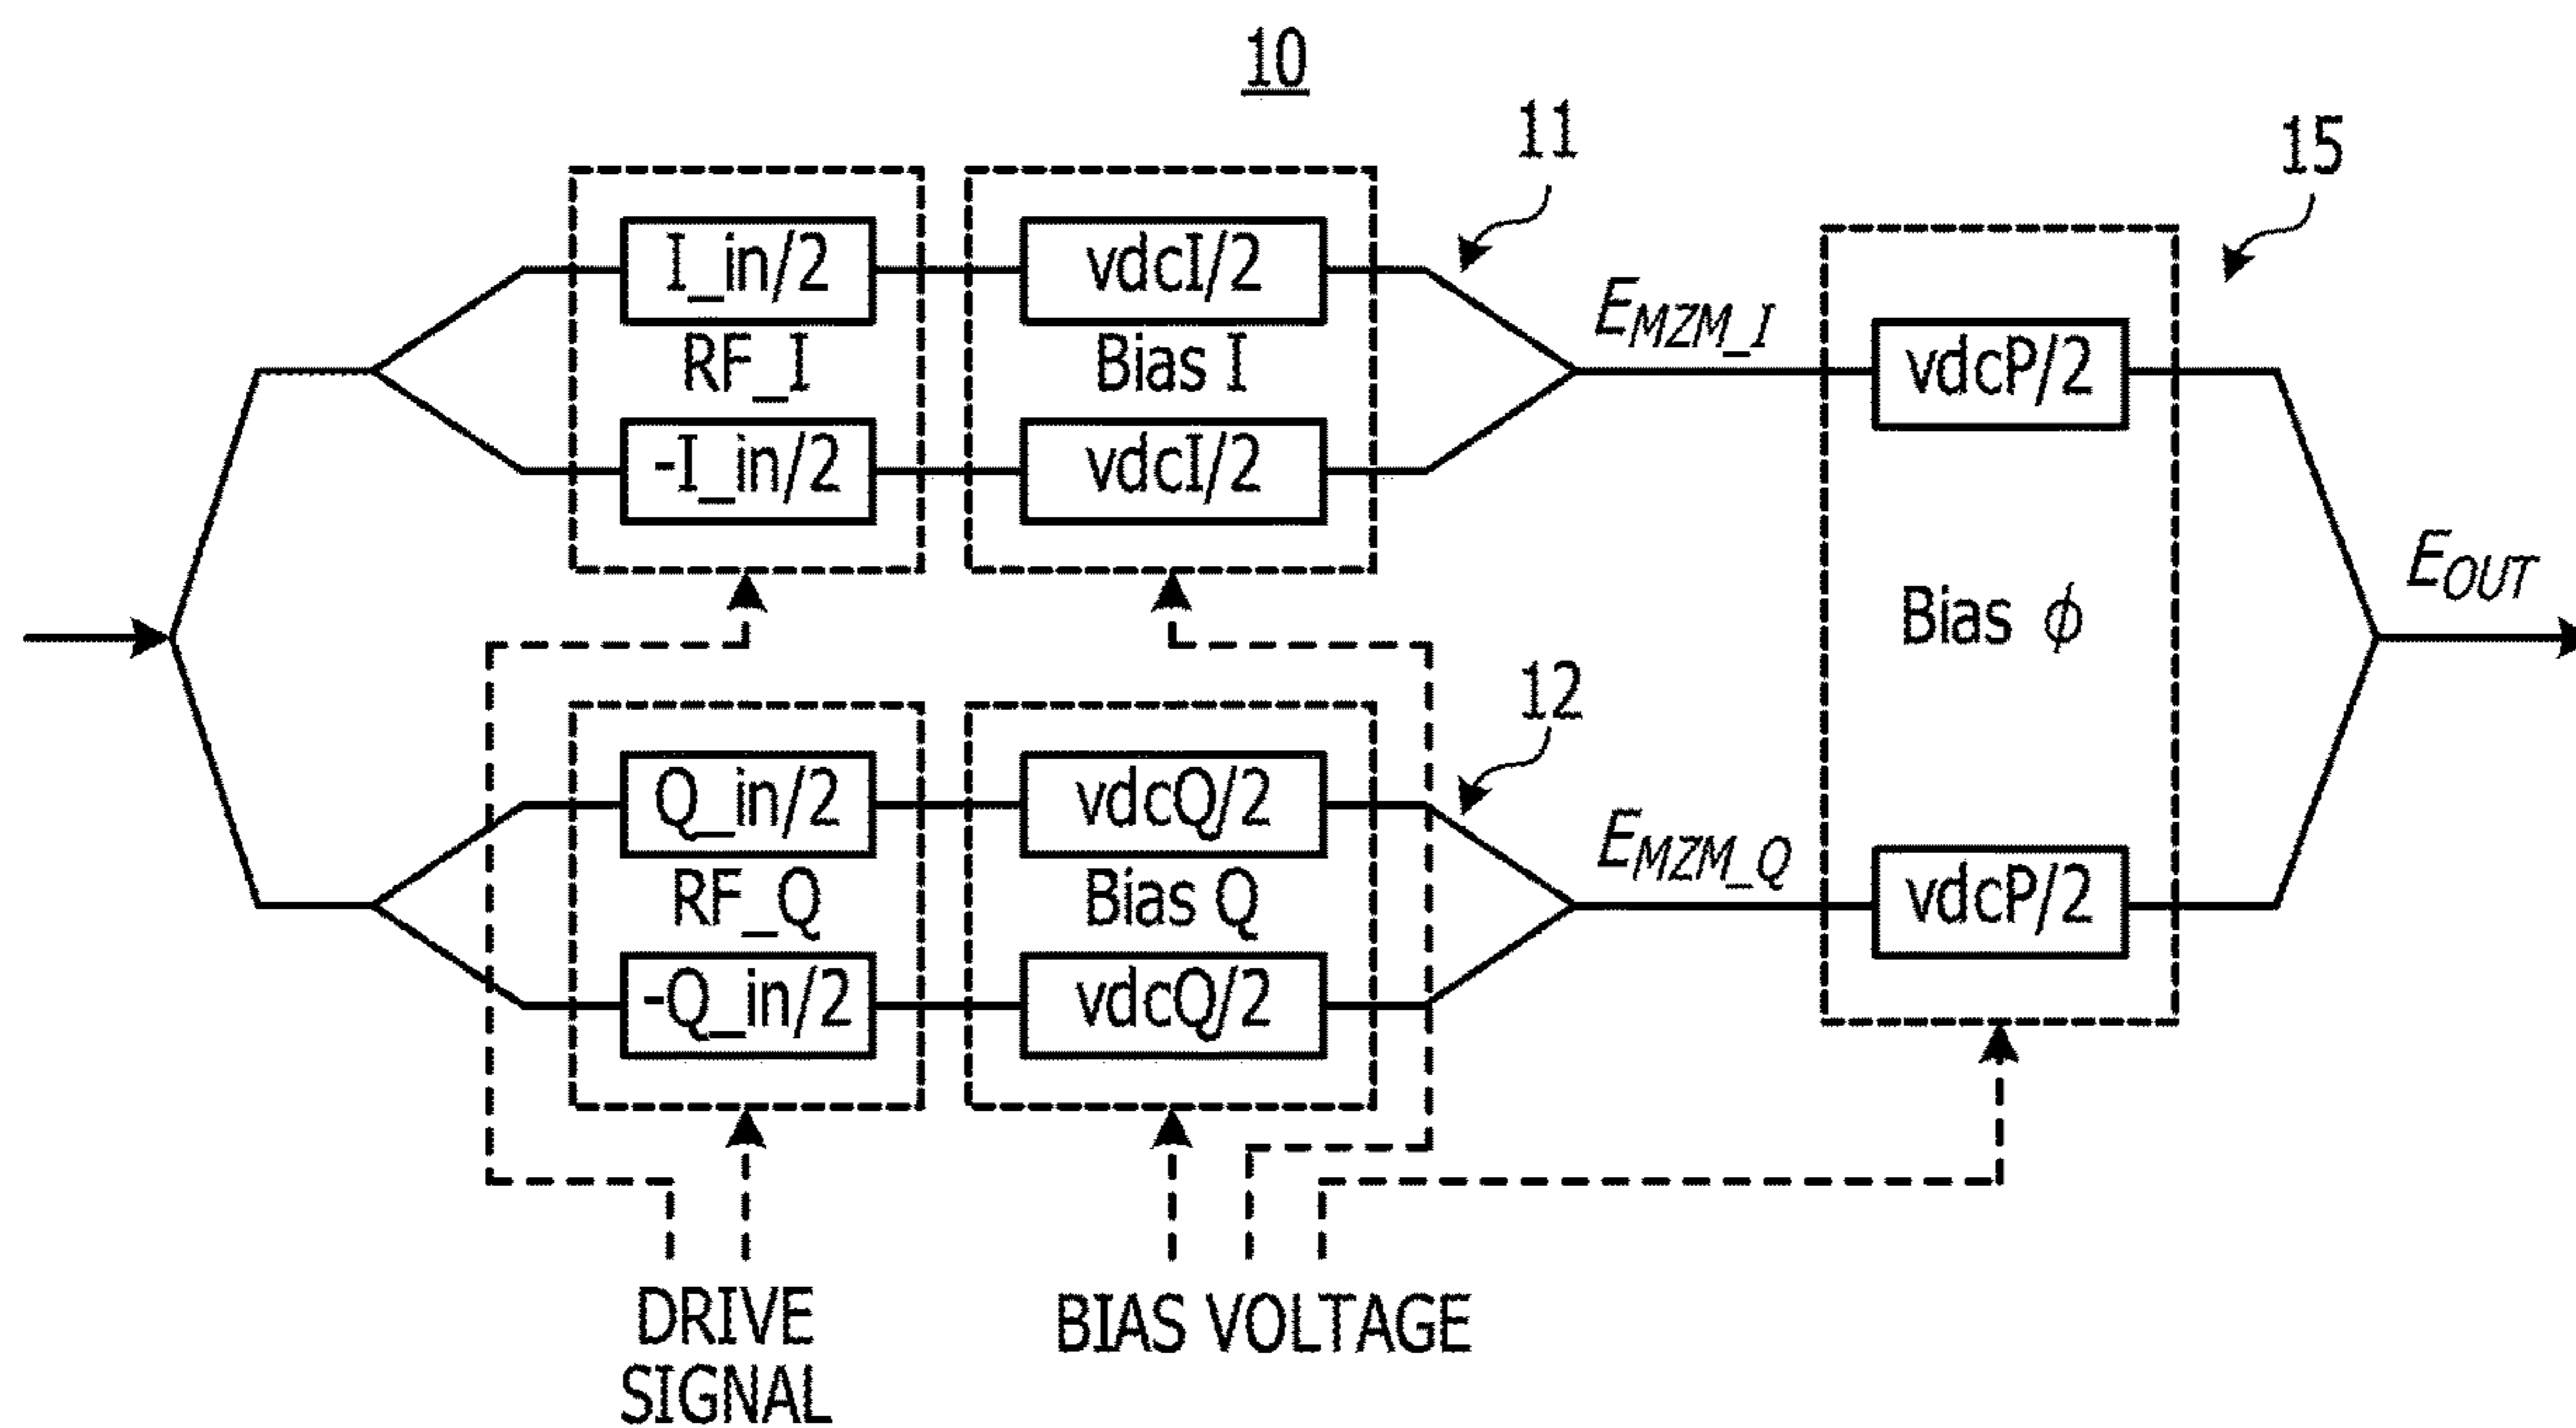 10
11
15
I_in/2
vdcI/2
RF_I
Bias I
E_MZM_I
vdcP/2
-I_in/2
vdcI/2
Bias ϕ
E_OUT
12
Q_in/2
vdcQ/2
RF_Q
Bias Q
E_MZM_Q
vdcP/2
-Q_in/2
vdcQ/2
DRIVE
SIGNAL
BIAS VOLTAGE